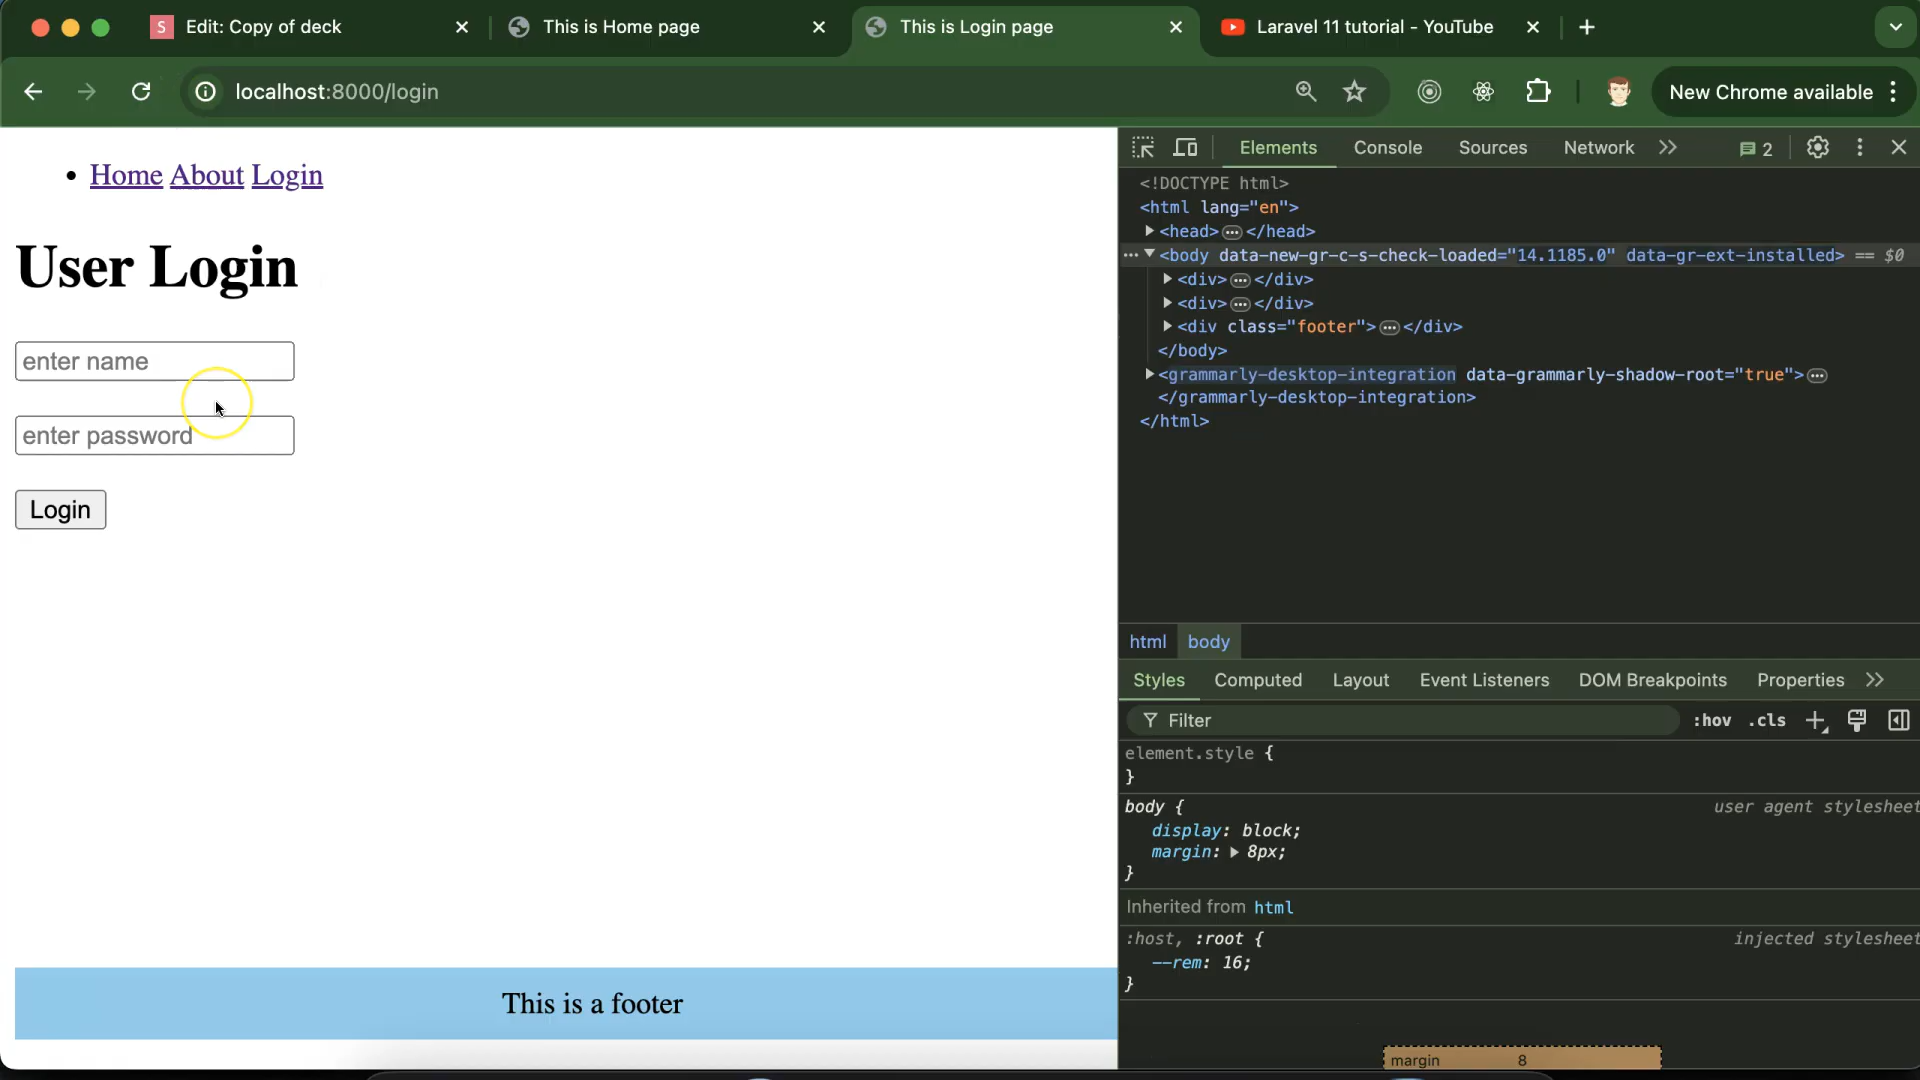 S Edit: Copy of deck
This is Home page
This is Login page
Laravel 11 tutorial - YouTube
localhost:8000/login
New Chrome available
Home About Login
User Login
enter name
enter password
Login
This is a footer
Elements Console Sources Network 2
<!DOCTYPE html>
<html lang="en">
<head>…</head>
<body data-new-gr-c-s-check-loaded="14.1185.0" data-gr-ext-installed> == $0
<div>…</div>
<div>…</div>
<div class="footer">…</div>
</body>
<grammarly-desktop-integration data-grammarly-shadow-root="true">…
</grammarly-desktop-integration>
</html>
html body
Styles Computed Layout Event Listeners DOM Breakpoints Properties
Filter :hov .cls
element.style {
}
body { user agent stylesheet
display: block;
margin: 8px;
}
Inherited from html
:host, :root { injected stylesheet
--rem: 16;
}
margin 8